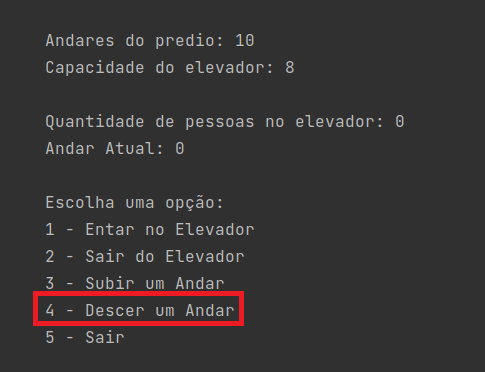 Andares do predio: 10
Capacidade do elevador: 8
Quantidade de pessoas no elevador: 0
Andar Atual: 0
Escolha uma opção:
1 - Entar no Elevador
2 - Sair do Elevador
3 - Subir um Andar
4 - Descer um Andar
5 - Sair